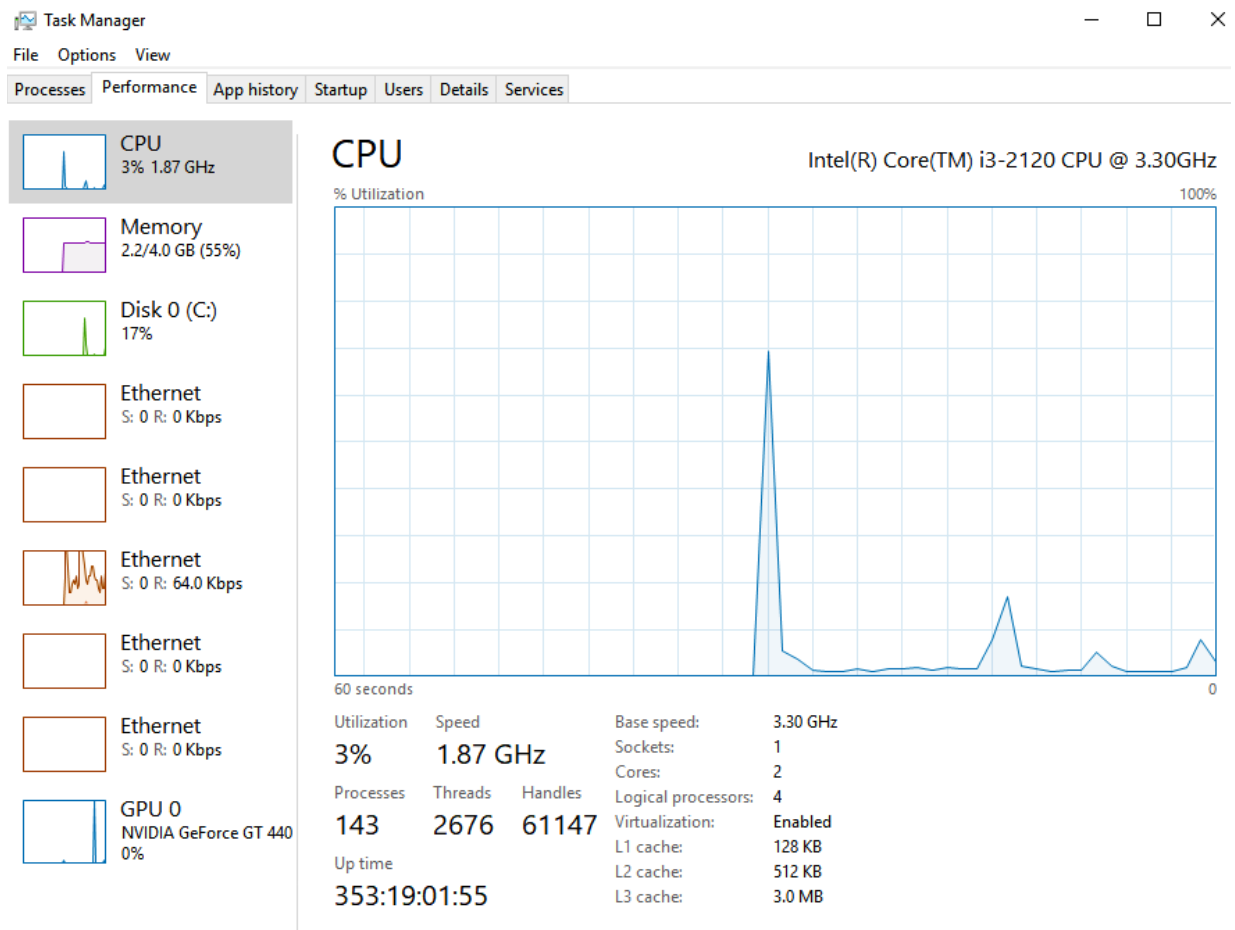 Task Manager
File Options View
Processes Performance App history Startup Users Details Services
CPU
3% 1.87 GHz
Memory
2.2/4.0 GB (55%)
Disk 0 (C:)
17%
Ethernet
S: 0 R: 0 Kbps
Ethernet
S: 0 R: 0 Kbps
Ethernet
S: 0 R: 64.0 Kbps
Ethernet
S: 0 R: 0 Kbps
Ethernet
S: 0 R: 0 Kbps
GPU 0
NVIDIA GeForce GT 440
0%
CPU Intel(R) Core(TM) i3-2120 CPU @ 3.30GHz
% Utilization 100%
60 seconds 0
Utilization Speed
3% 1.87 GHz
Processes Threads Handles
143 2676 61147
Up time
353:19:01:55
Base speed: 3.30 GHz
Sockets: 1
Cores: 2
Logical processors: 4
Virtualization: Enabled
L1 cache: 128 KB
L2 cache: 512 KB
L3 cache: 3.0 MB